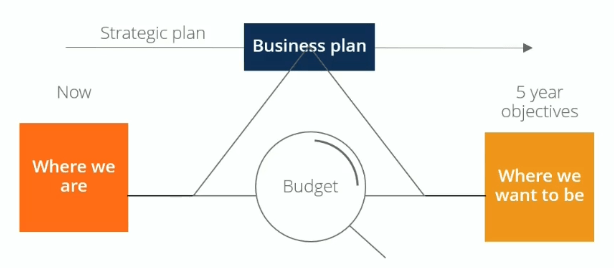 Strategic plan
Business plan
Now
5 year
objectives
Where we
are
Budget
Where we
want to be